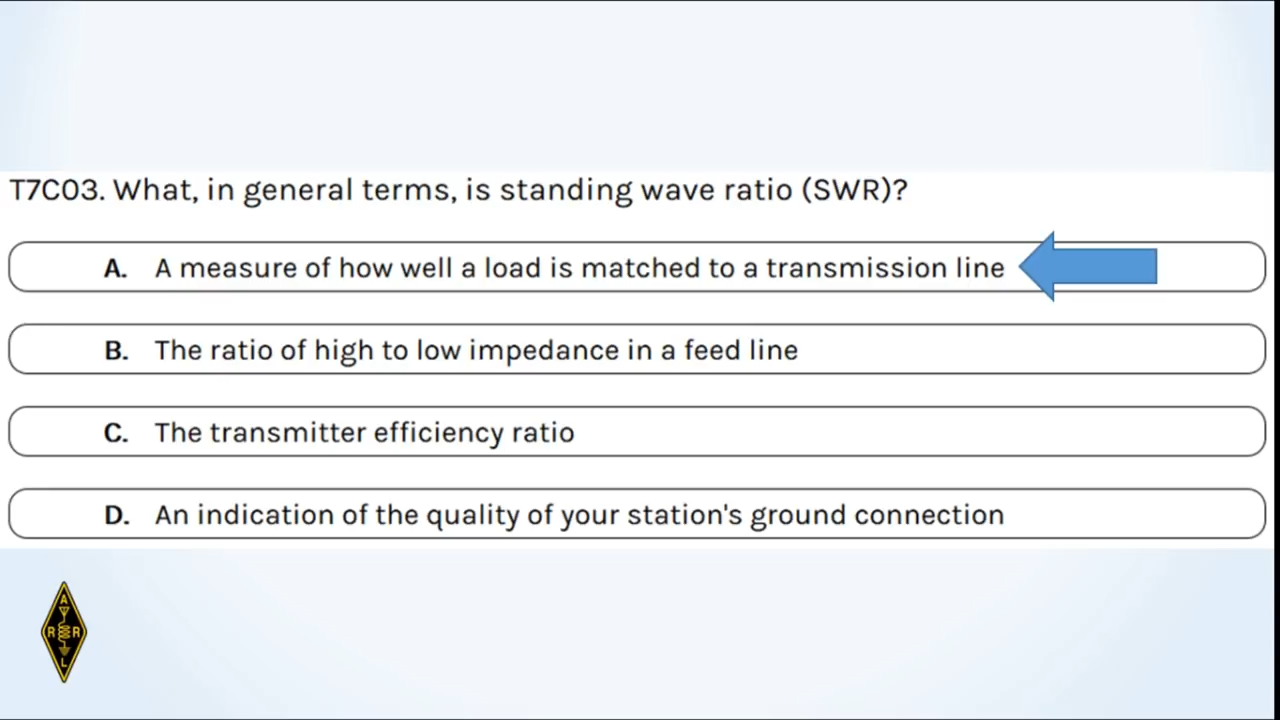 T7C03. What, in general terms, is standing wave ratio (SWR)?
A. A measure of how well a load is matched to a transmission line
B. The ratio of high to low impedance in a feed line
C. The transmitter efficiency ratio
D. An indication of the quality of your station's ground connection
A
R R
L